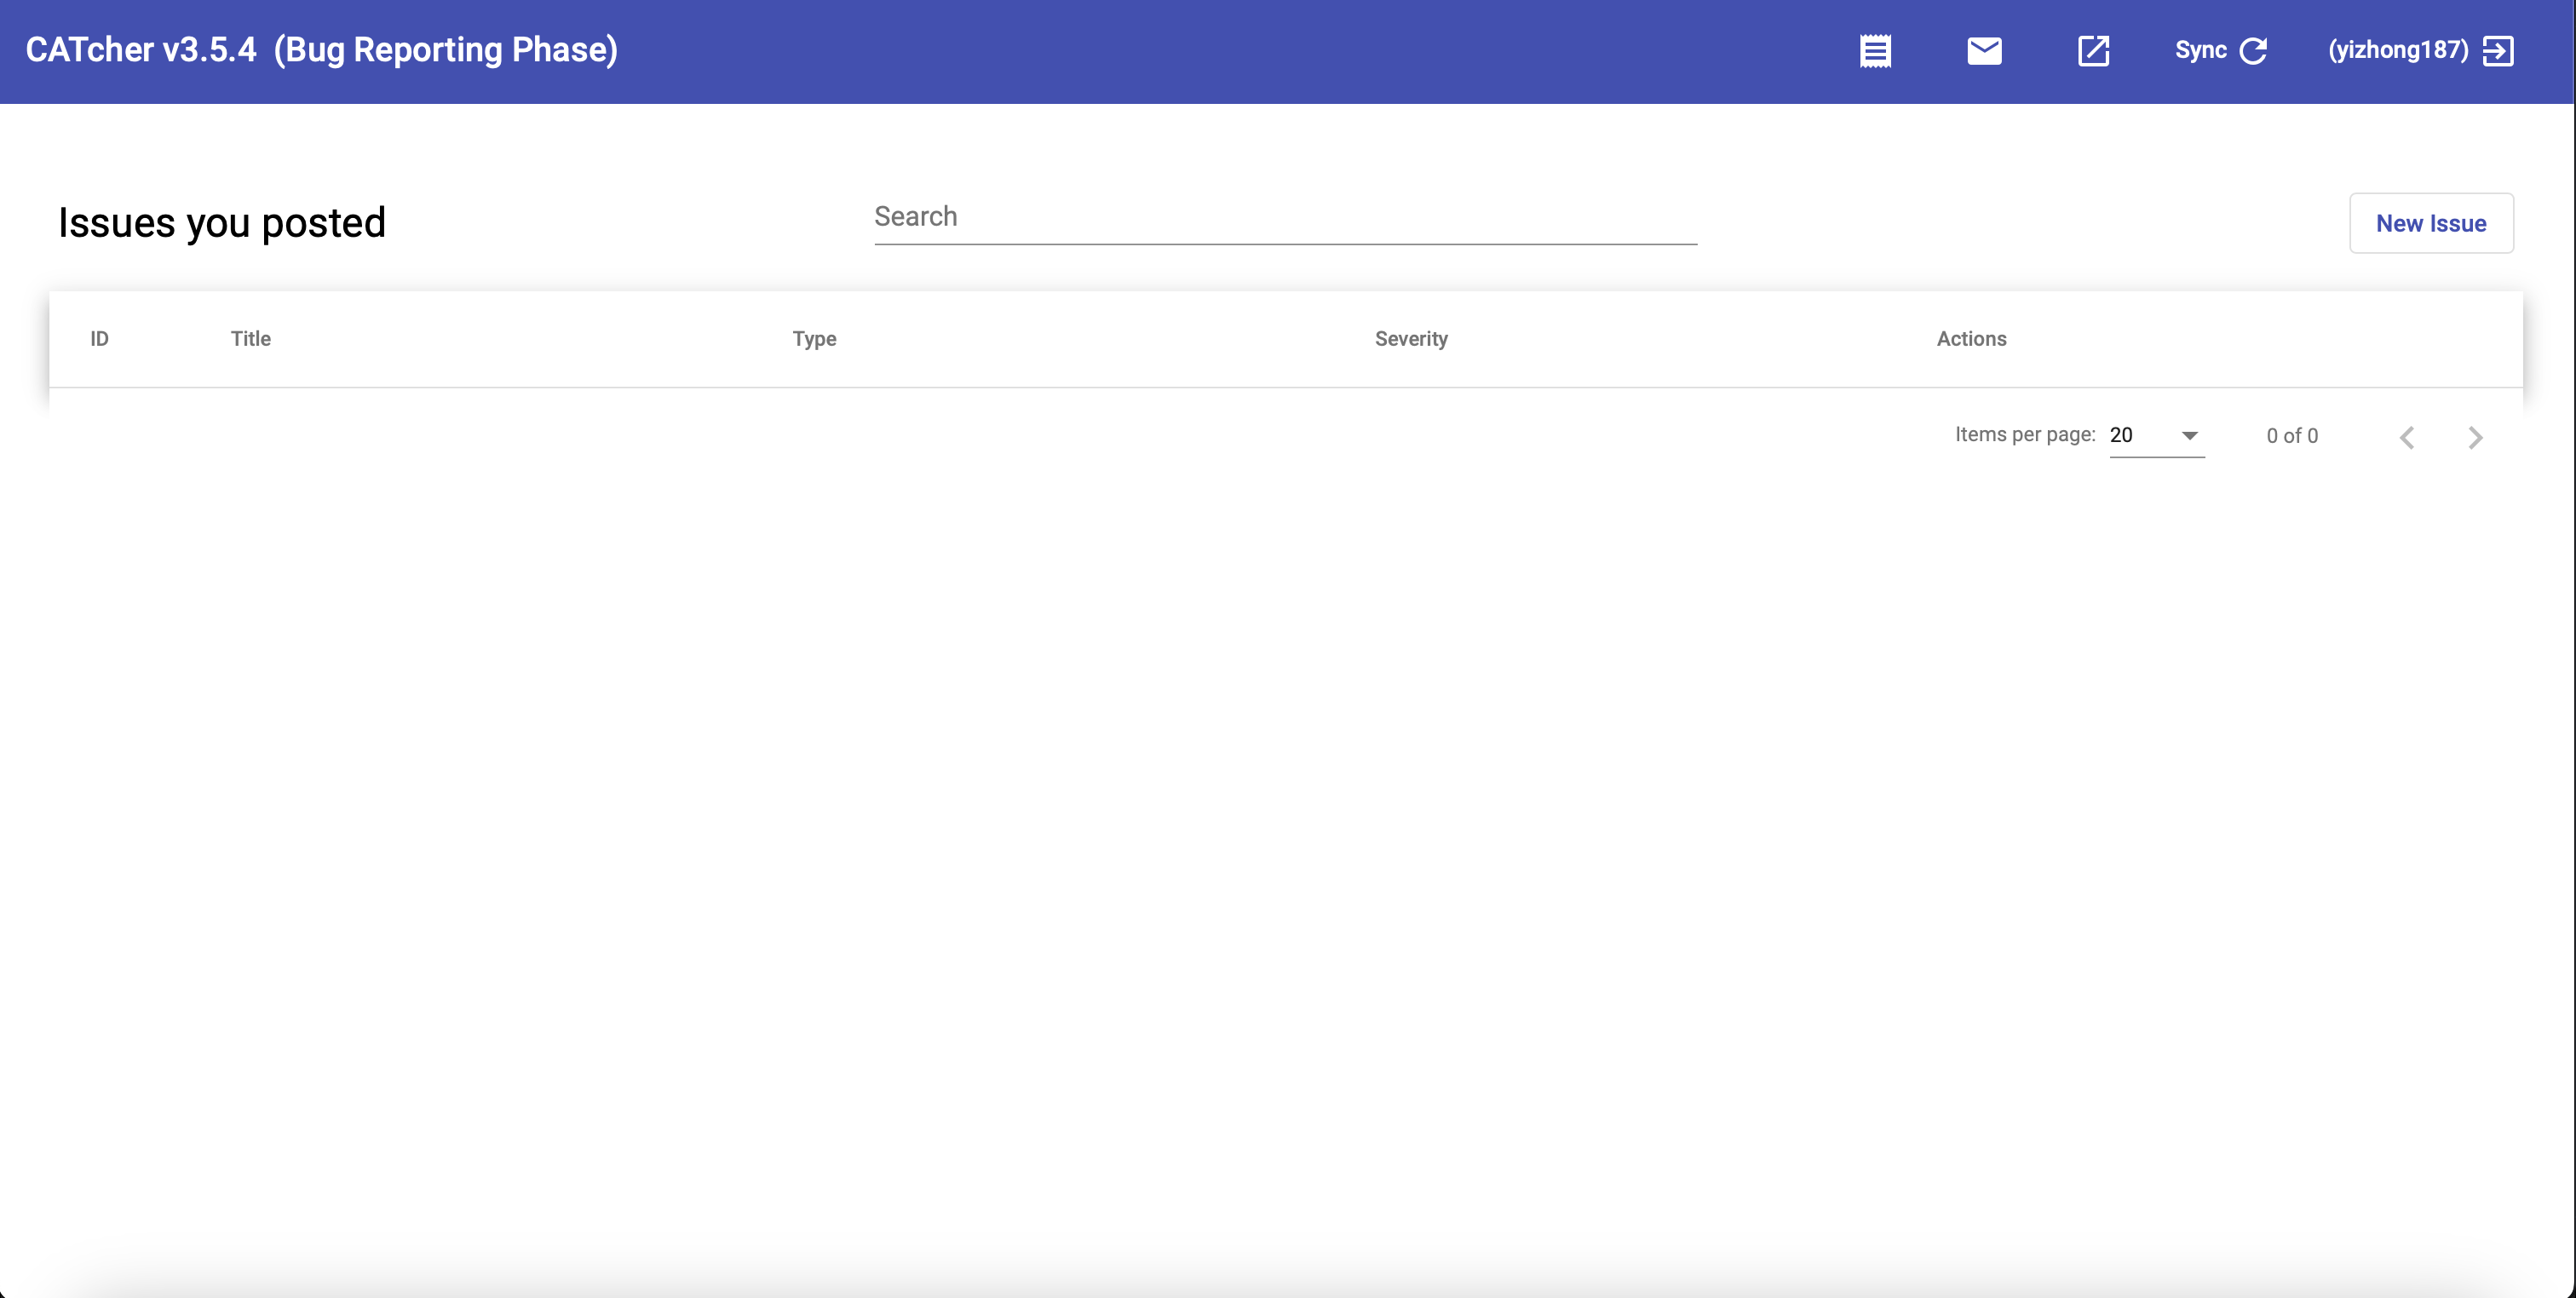 CATcher v3.5.4 (Bug Reporting Phase)
Sync
(yizhong187)
Issues you posted
Search
New Issue
ID Title Type Severity Actions
Items per page: 20 0 of 0